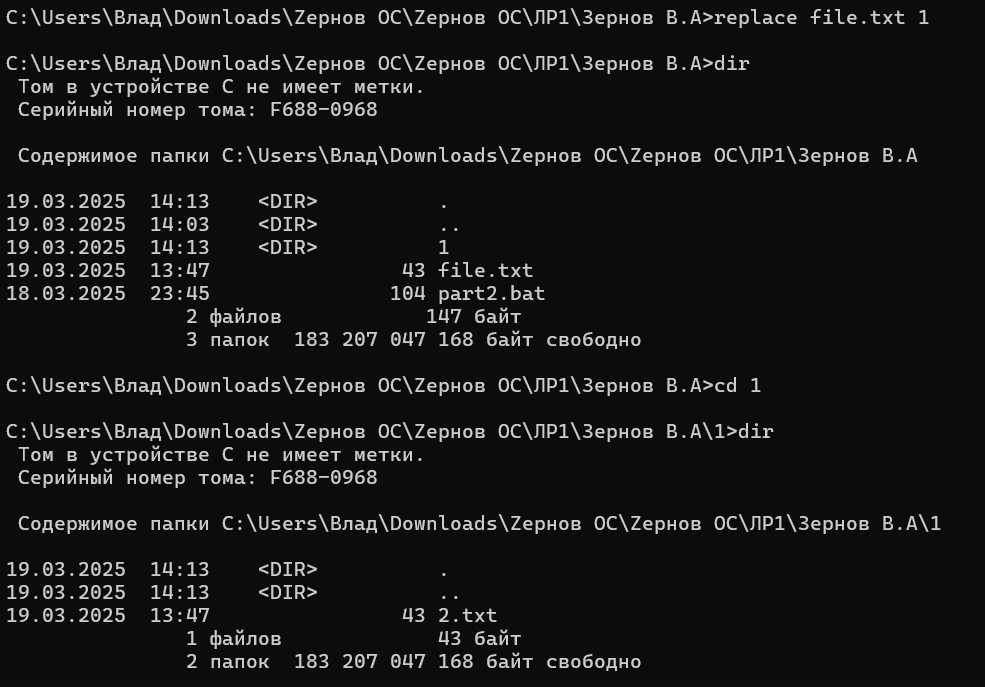 C:\Users\Влад\Downloads\Zернов ОС\Zернов ОС\ЛР1\Зернов В.А>replace file.txt 1
C:\Users\Влад\Downloads\Zернов ОС\Zернов ОС\ЛР1\Зернов В.А>dir
Том в устройстве C не имеет метки.
Серийный номер тома: F688-0968
Содержимое папки C:\Users\Влад\Downloads\Zернов ОС\Zернов ОС\ЛР1\Зернов В.А
19.03.2025  14:13    <DIR>          .
19.03.2025  14:03    <DIR>          ..
19.03.2025  14:13    <DIR>          1
19.03.2025  13:47                43 file.txt
18.03.2025  23:45               104 part2.bat
2 файлов            147 байт
3 папок  183 207 047 168 байт свободно
C:\Users\Влад\Downloads\Zернов ОС\Zернов ОС\ЛР1\Зернов В.А>cd 1
C:\Users\Влад\Downloads\Zернов ОС\Zернов ОС\ЛР1\Зернов В.А\1>dir
Том в устройстве C не имеет метки.
Серийный номер тома: F688-0968
Содержимое папки C:\Users\Влад\Downloads\Zернов ОС\Zернов ОС\ЛР1\Зернов В.А\1
19.03.2025  14:13    <DIR>          .
19.03.2025  14:13    <DIR>          ..
19.03.2025  13:47                43 2.txt
1 файлов             43 байт
2 папок  183 207 047 168 байт свободно